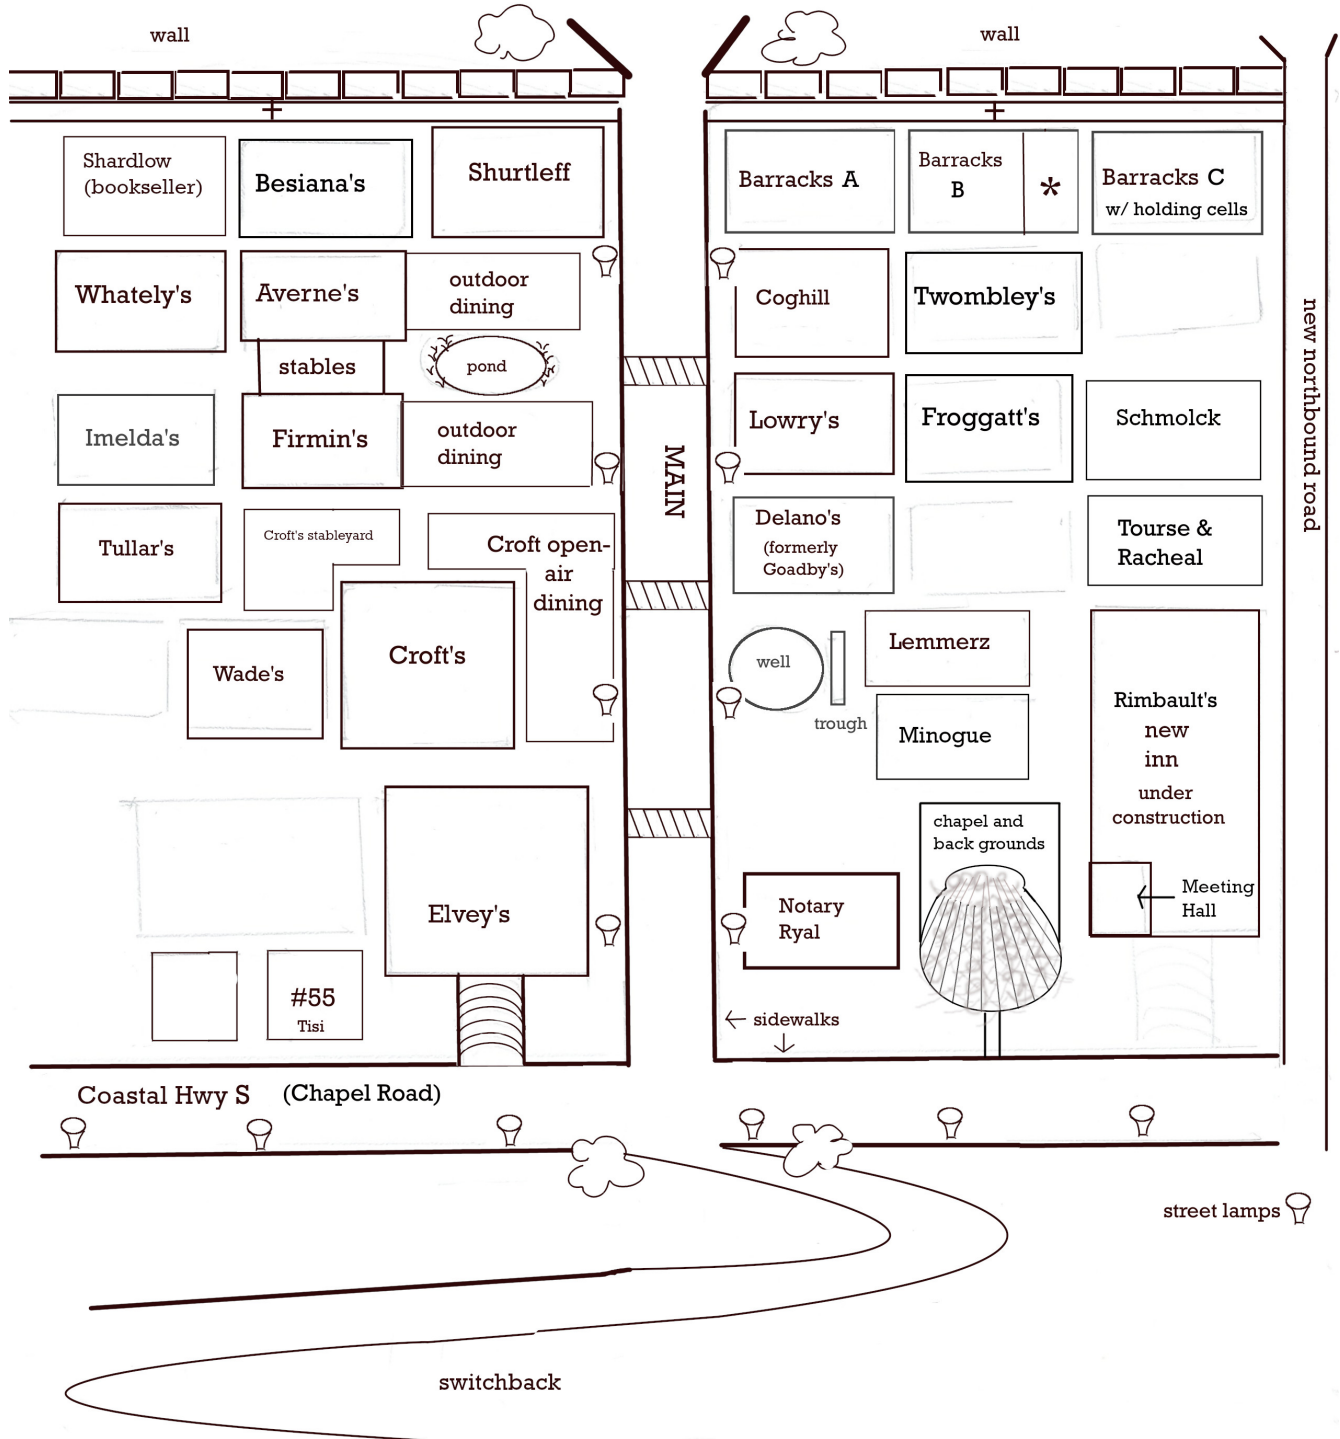 wall
wall
Shardlow
(bookseller)
Besiana's
Shurtleff
Barracks A
Barracks
B
*
Barracks C
w/ holding cells
Whately's
Averne's
outdoor
dining
Coghill
Twombley's
stables
pond
Imelda's
Firmin's
outdoor
dining
MAIN
Lowry's
Froggatt's
Schmolck
new northbound road
Tullar's
Croft's stableyard
Croft open-
air
dining
Delano's
(formerly
Goadby's)
Tourse &
Racheal
Wade's
Croft's
well
trough
Lemmerz
Minogue
Rimbault's
new
inn
under
construction
chapel and
back grounds
Meeting
Hall
Elvey's
Notary
Ryal
#55
Tisi
sidewalks
Coastal Hwy S (Chapel Road)
street lamps
switchback